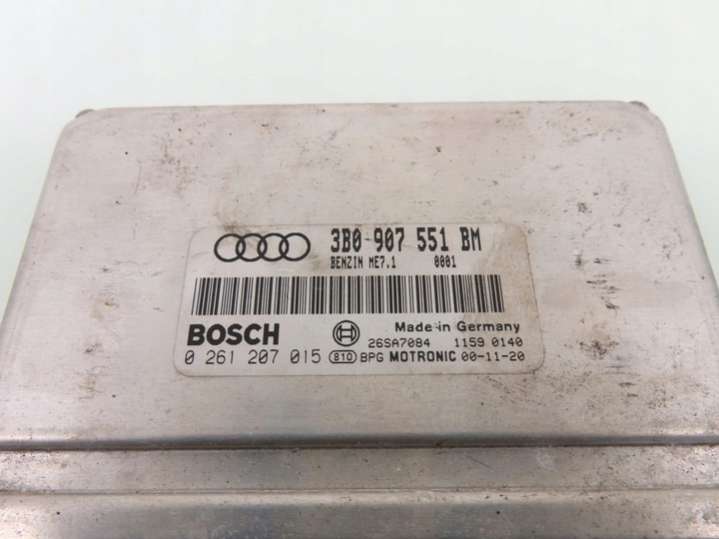 3B0 907 551 BM
BENZIN ME7.1 0001
BOSCH Made in Germany
26SA7084 1159 0140
0 261 207 015 810 BPG MOTRONIC 00-11-20